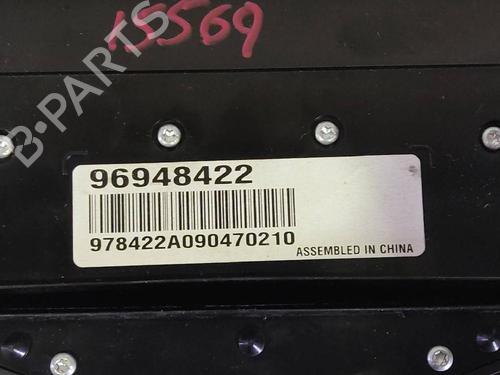 15569
B-PARTS
96948422
978422A090470210
ASSEMBLED IN CHINA